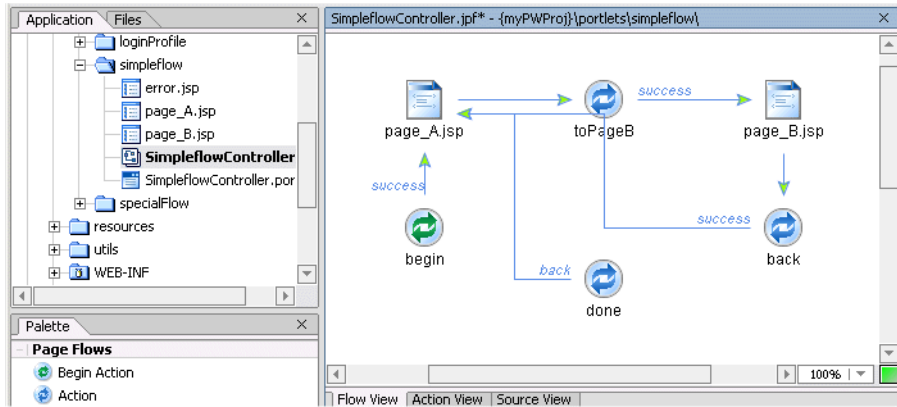 Application
Files
loginProfile
simpleflow
error.jsp
page_A.jsp
page_B.jsp
SimpleflowController
SimpleflowController.por
specialFlow
resources
utils
WEB-INF
Palette
Page Flows
Begin Action
Action
SimpleflowController.jpf* - {myPWProj}\portlets\simpleflow\
success
page_A.jsp
toPageB
page_B.jsp
success
success
begin
back
back
done
100%
Flow View
Action View
Source View